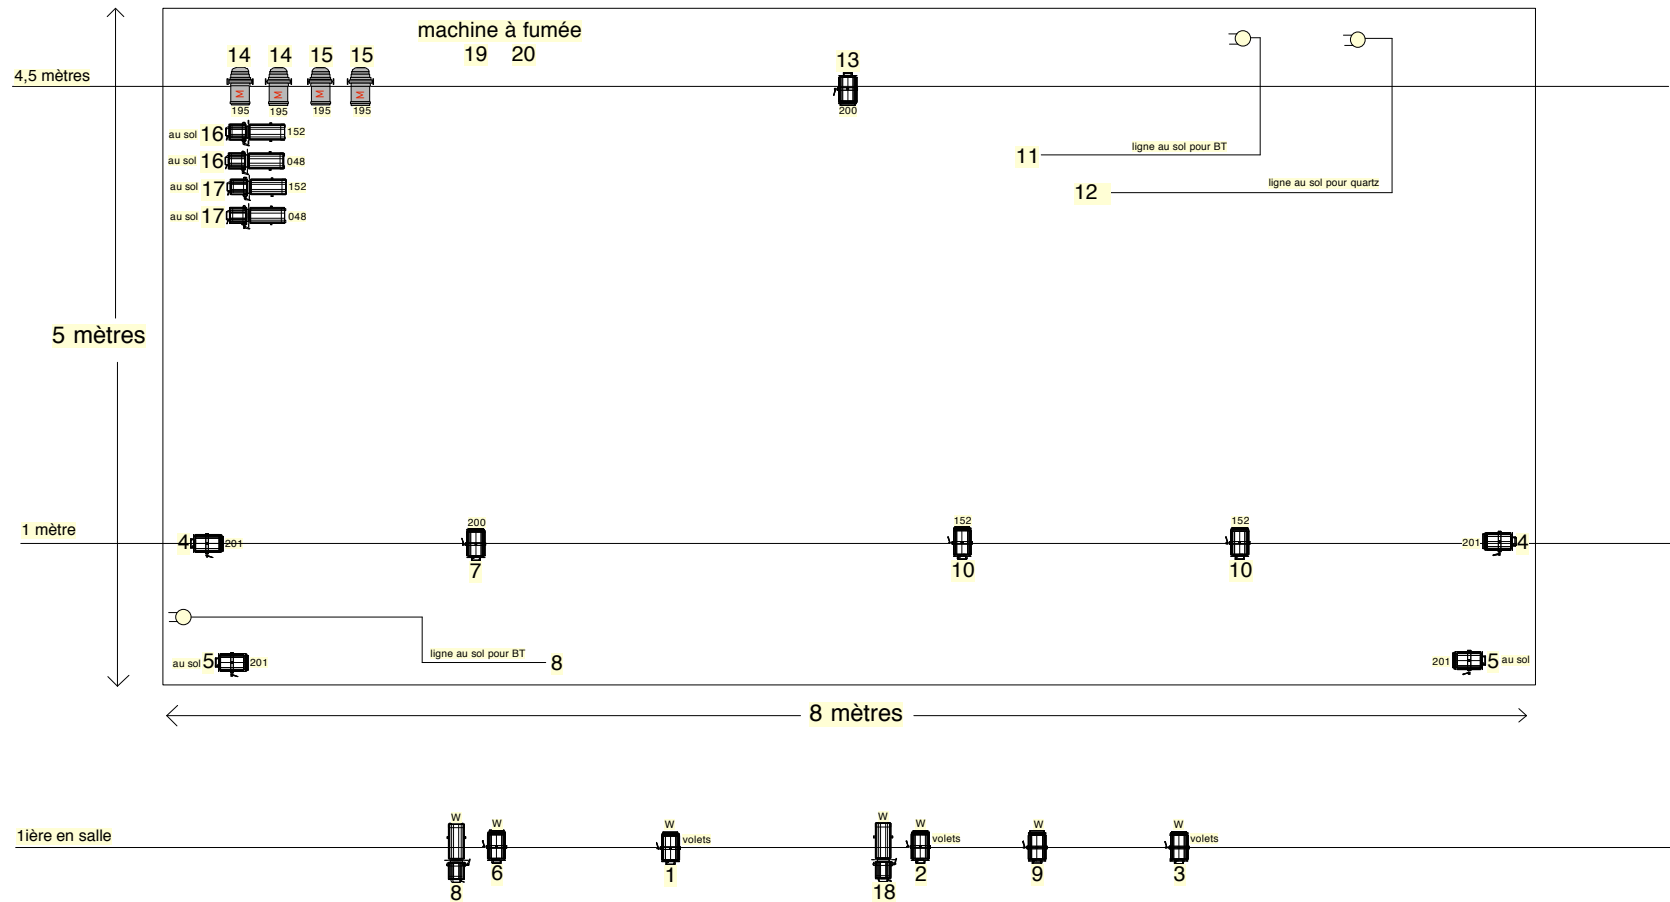 machine à fumée
19 20
14 14 15 15
13
4,5 mètres
M M M M
195 195 195 195
200
au sol 16 152
au sol 16 048
au sol 17 152
au sol 17 048
ligne au sol pour BT
11
ligne au sol pour quartz
12
5 mètres
1 mètre
200
152
152
4 201
201 4
7
10
10
ligne au sol pour BT
8
au sol 5 201
201 5 au sol
8 mètres
1ière en salle
W W W W W W W
volets volets volets
8 6 1 18 2 9 3